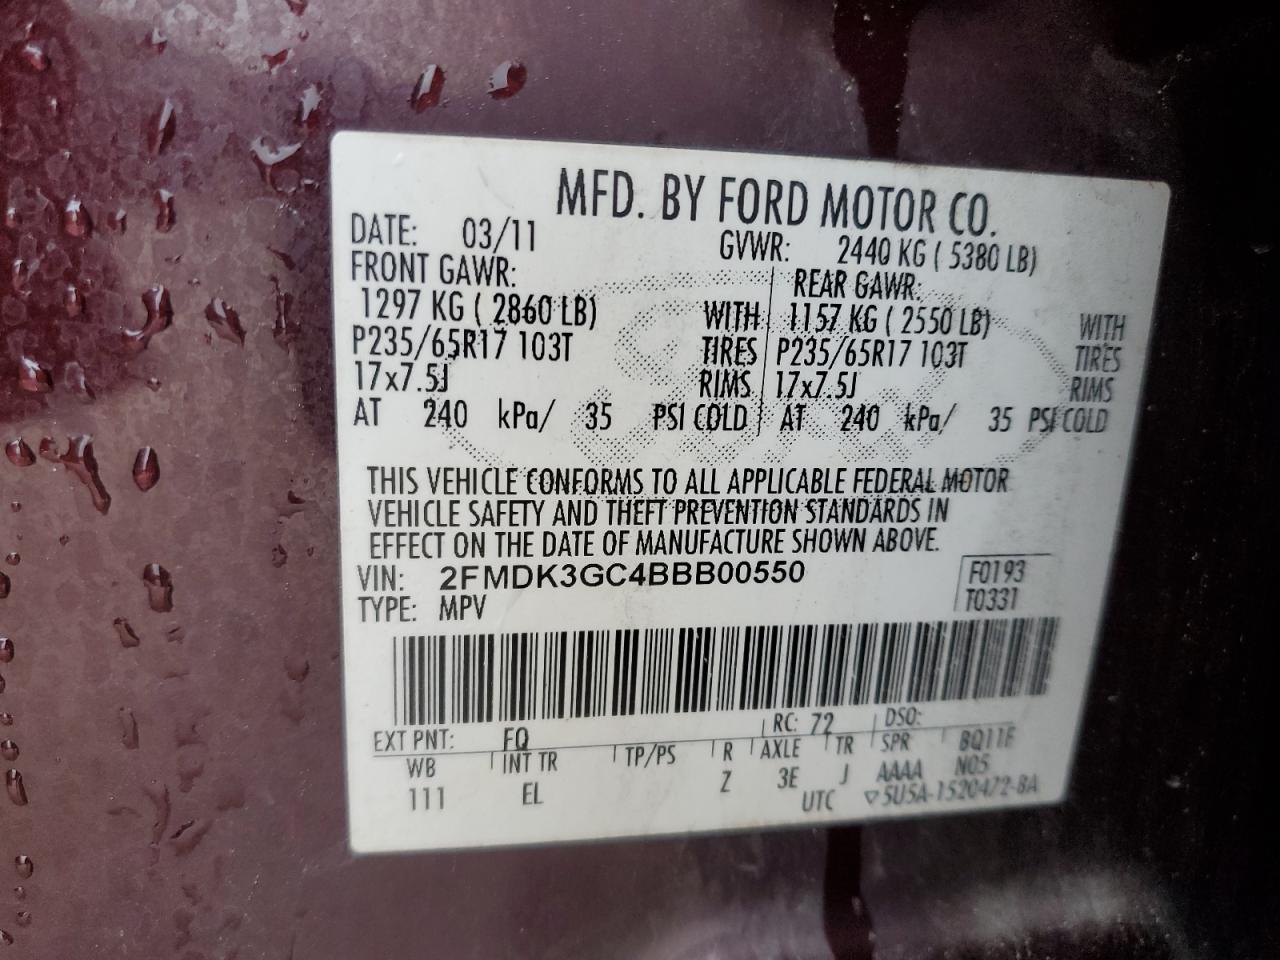 MFD. BY FORD MOTOR CO.
DATE: 03/11 GVWR: 2440 KG ( 5380 LB)
FRONT GAWR: REAR GAWR:
1297 KG ( 2860 LB) WITH 1157 KG ( 2550 LB) WITH
P235/65R17 103T TIRES P235/65R17 103T TIRES
17x7.5J RIMS 17x7.5J RIMS
AT 240 kPa/ 35 PSI COLD AT 240 kPa/ 35 PSI COLD
THIS VEHICLE CONFORMS TO ALL APPLICABLE FEDERAL MOTOR
VEHICLE SAFETY AND THEFT PREVENTION STANDARDS IN
EFFECT ON THE DATE OF MANUFACTURE SHOWN ABOVE.
VIN: 2FMDK3GC4BBB00550 F0193
TYPE: MPV T0331
EXT PNT: FQ RC: 72 DSO:
WB INT TR TP/PS R AXLE TR SPR BQ11F
111 EL Z 3E J AAAA N05
UTC ▽5U5A-1520472-BA